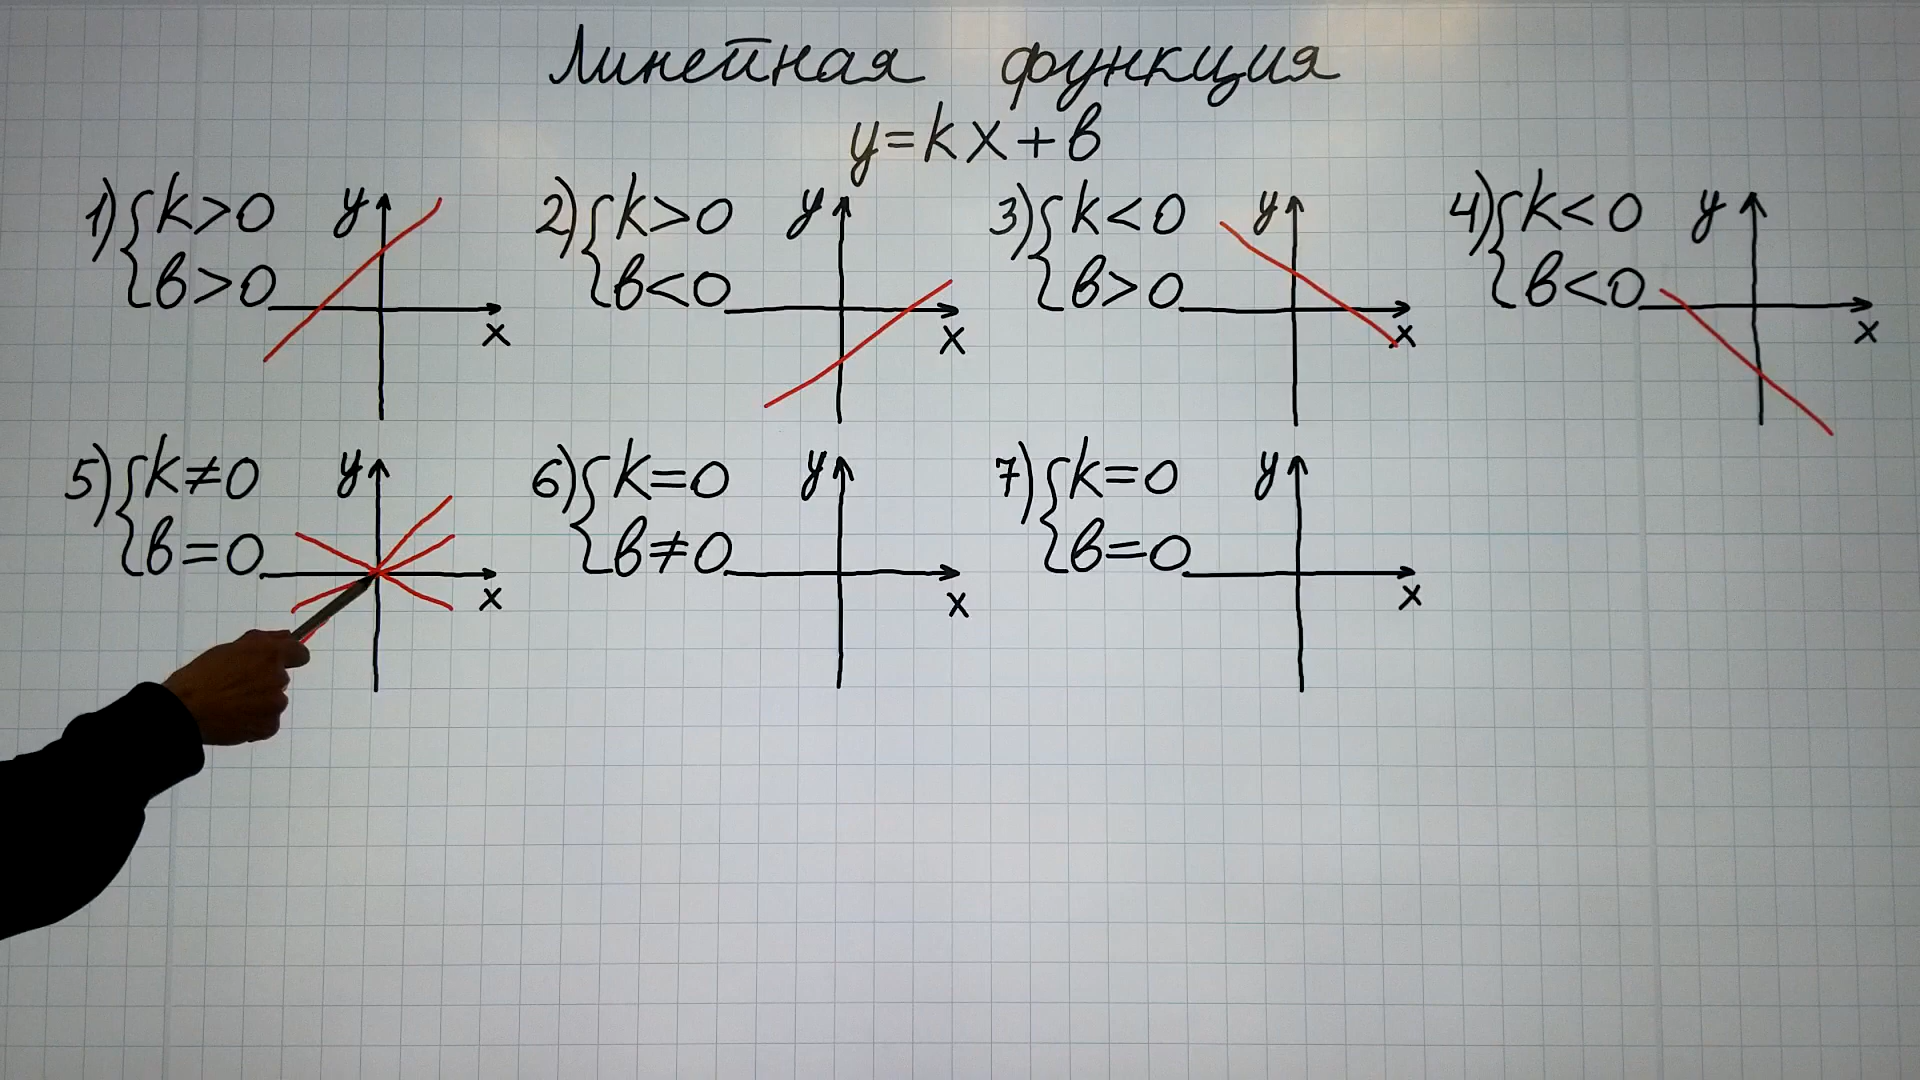 Линейная функция
y=kx+b
1) { k>0 y
b>0 x
2) { k>0 y
b<0 x
3) { k<0 y
b>0 x
4) { k<0 y
b<0 x
5) { k≠0 y
b=0 x
6) { k=0 y
b≠0 x
7) { k=0 y
b=0 x